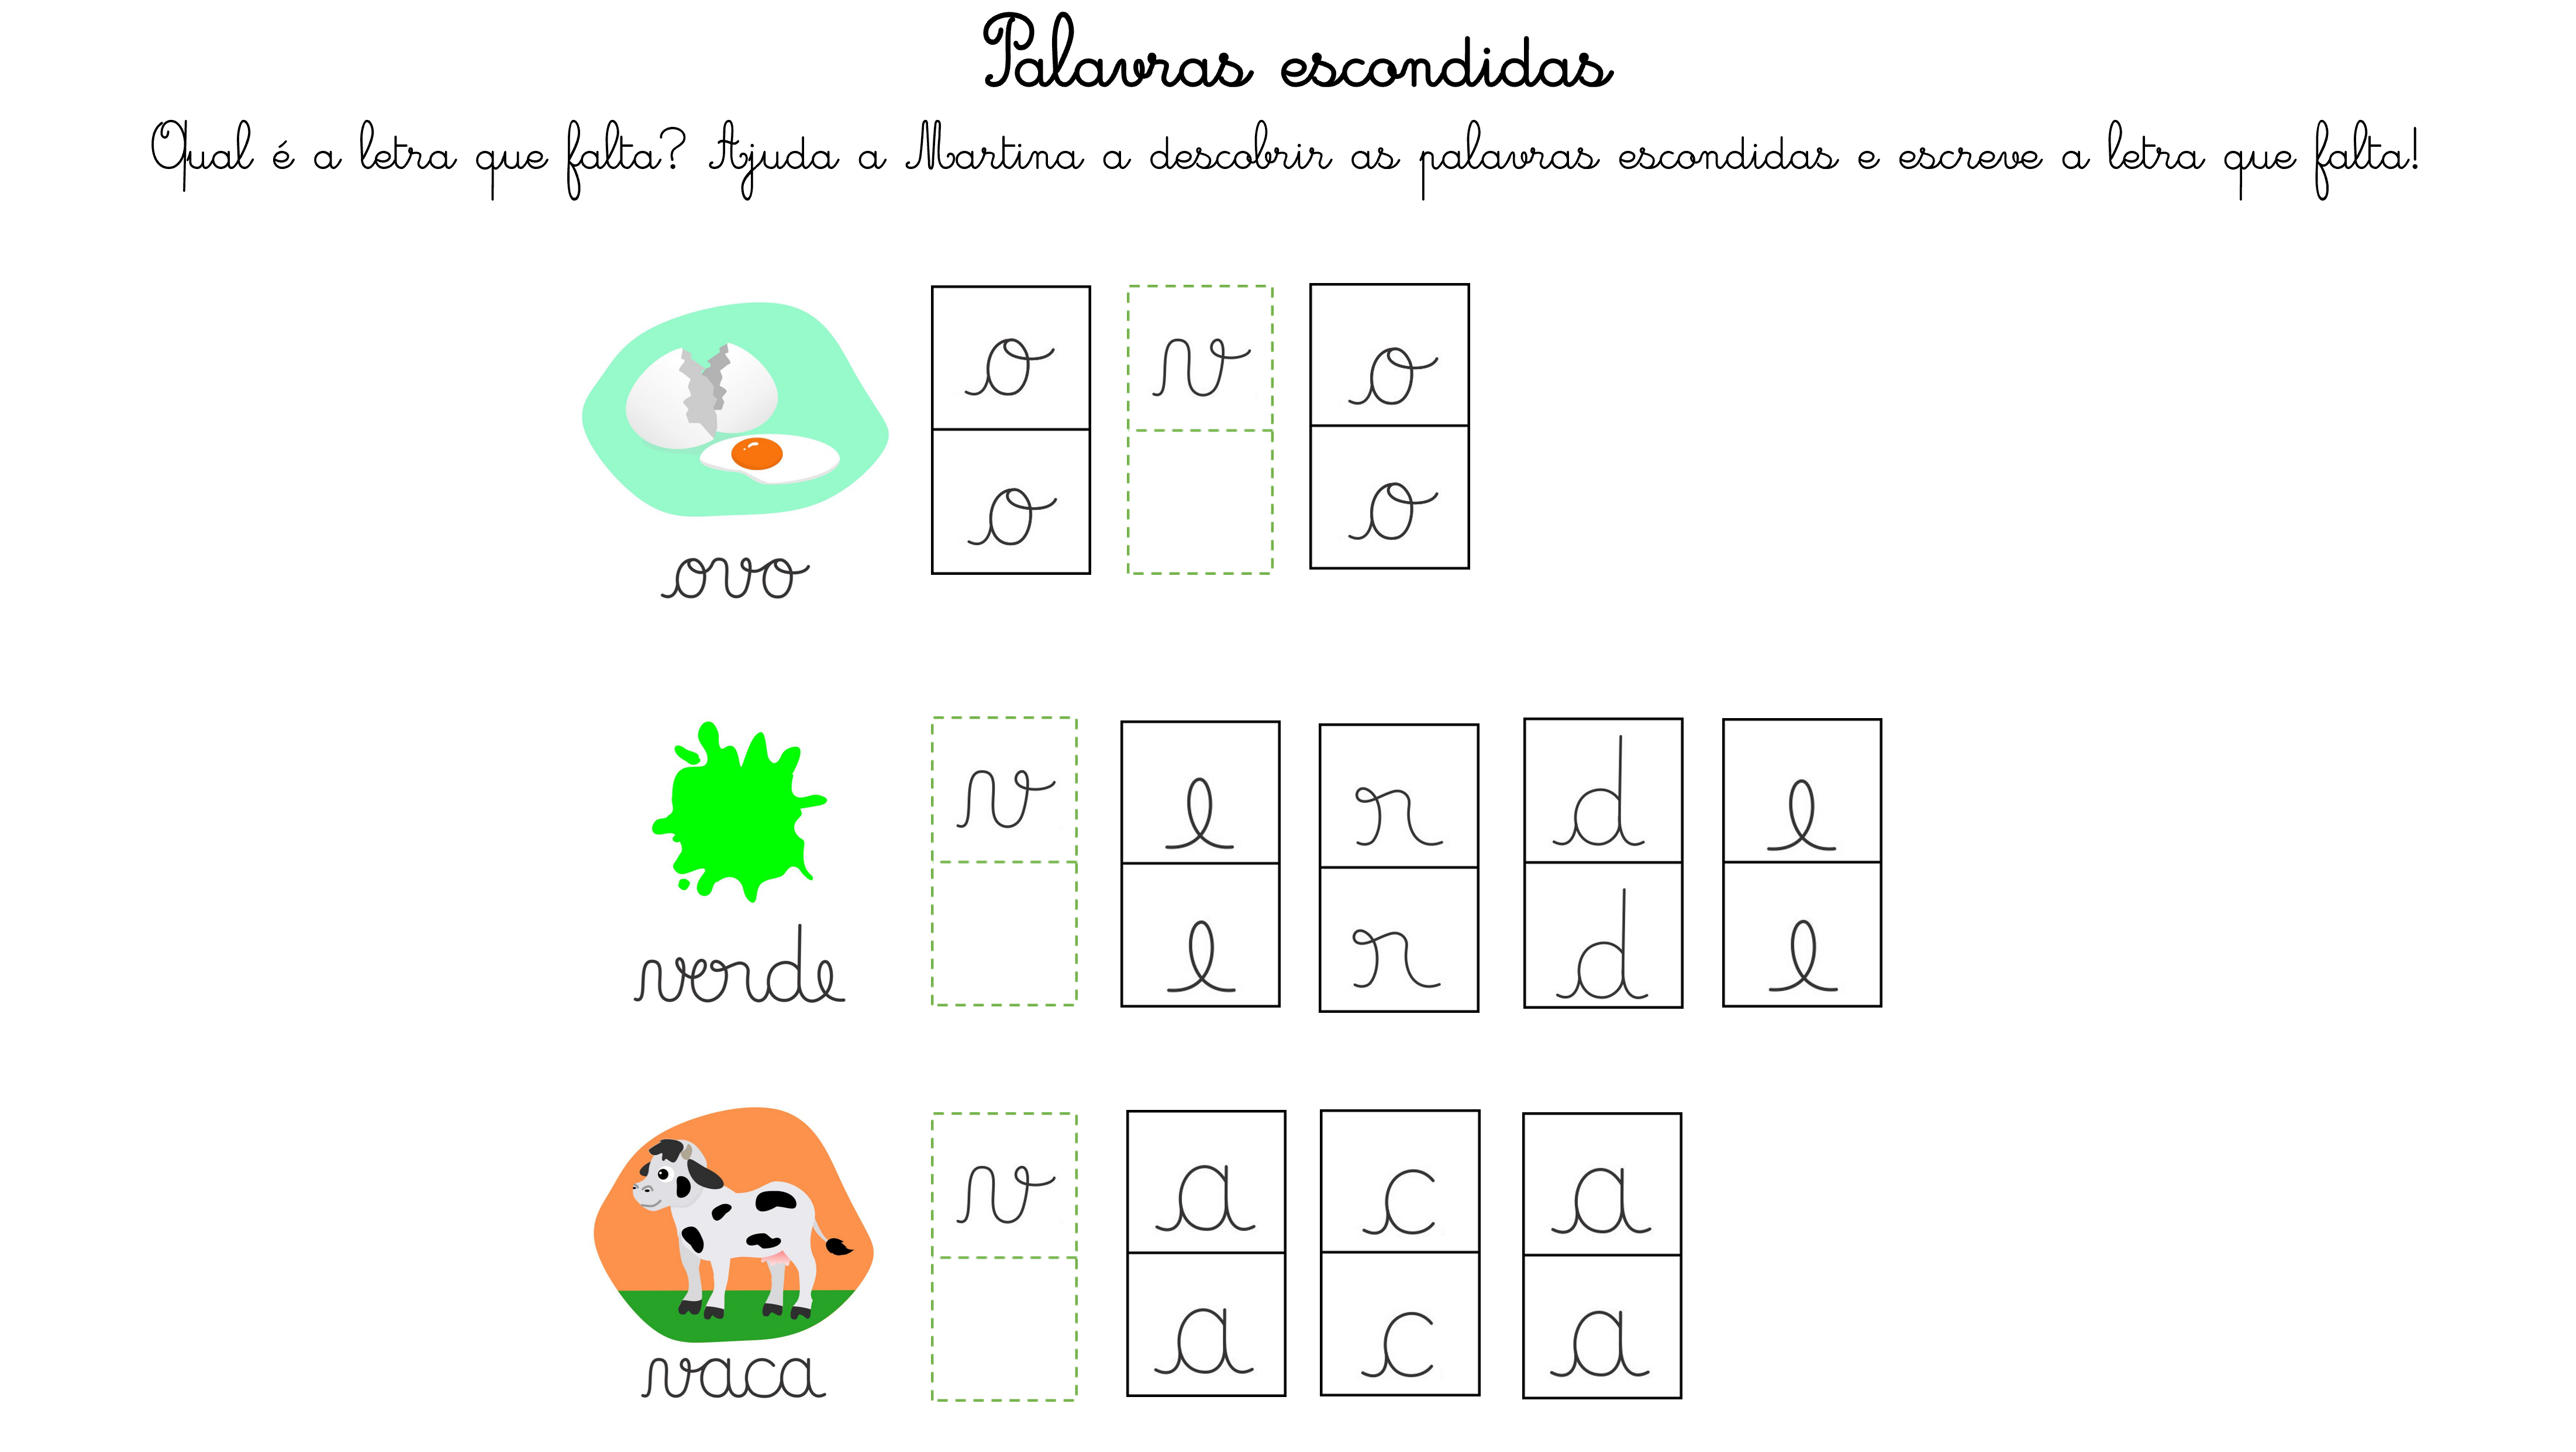 Palavras escondidas
Qual é a letra que falta? Ajuda a Martina a descobrir as palavras escondidas e escreve a letra que falta!
o v o
o o
ovo
v e r d e
e r d e
verde
v a c a
a c a
vaca